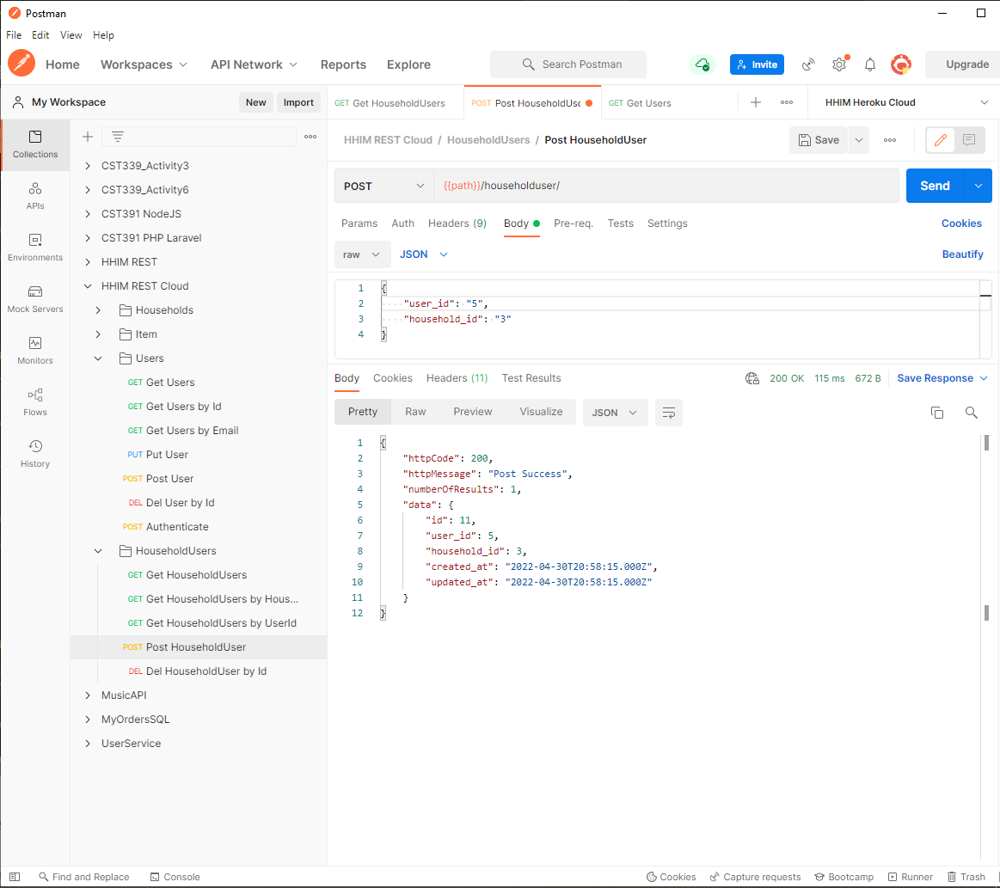 Postman
File Edit View Help
Home Workspaces API Network Reports Explore Search Postman Invite Upgrade
My Workspace New Import
GET Get HouseholdUsers POST Post HouseholdUse GET Get Users HHIM Heroku Cloud
Collections
APIs
Environments
Mock Servers
Monitors
Flows
History
CST339_Activity3
CST339_Activity6
CST391 NodeJS
CST391 PHP Laravel
HHIM REST
HHIM REST Cloud
Households
Item
Users
GET Get Users
GET Get Users by Id
GET Get Users by Email
PUT Put User
POST Post User
DEL Del User by Id
POST Authenticate
HouseholdUsers
GET Get HouseholdUsers
GET Get HouseholdUsers by Hous...
GET Get HouseholdUsers by UserId
POST Post HouseholdUser
DEL Del HouseholdUser by Id
MusicAPI
MyOrdersSQL
UserService
HHIM REST Cloud / HouseholdUsers / Post HouseholdUser Save
POST {{path}}/householduser/ Send
Params Auth Headers (9) Body Pre-req. Tests Settings Cookies
raw JSON Beautify
1 {
2 "user_id": "5",
3 "household_id": "3"
4 }
Body Cookies Headers (11) Test Results 200 OK 115 ms 672 B Save Response
Pretty Raw Preview Visualize JSON
1 {
2 "httpCode": 200,
3 "httpMessage": "Post Success",
4 "numberOfResults": 1,
5 "data": {
6 "id": 11,
7 "user_id": 5,
8 "household_id": 3,
9 "created_at": "2022-04-30T20:58:15.000Z",
10 "updated_at": "2022-04-30T20:58:15.000Z"
11 }
12 }
Find and Replace Console Cookies Capture requests Bootcamp Runner Trash